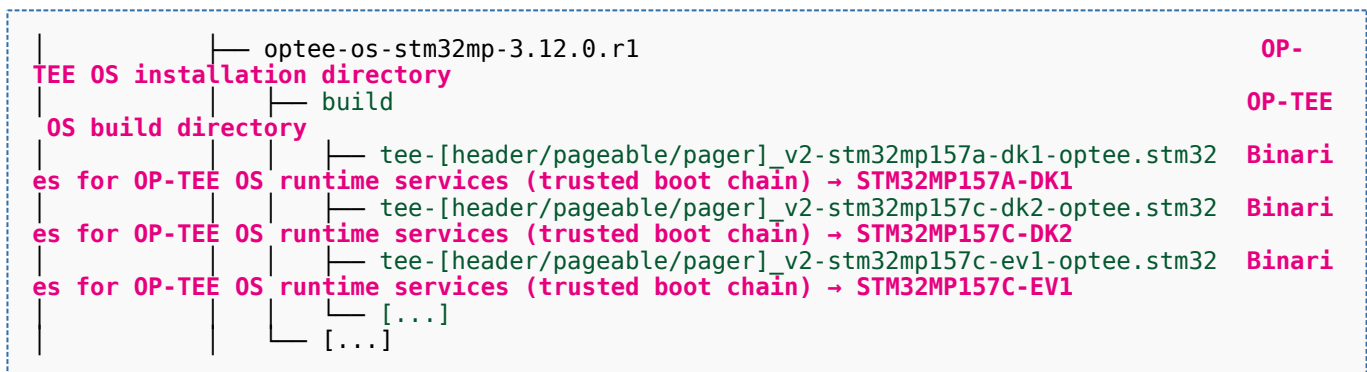 │ ├── optee-os-stm32mp-3.12.0.r1 OP-
TEE OS installation directory
│ │ ├── build OP-TEE
OS build directory
│ │ │ ├── tee-[header/pageable/pager]_v2-stm32mp157a-dk1-optee.stm32 Binari
es for OP-TEE OS runtime services (trusted boot chain) → STM32MP157A-DK1
│ │ │ ├── tee-[header/pageable/pager]_v2-stm32mp157c-dk2-optee.stm32 Binari
es for OP-TEE OS runtime services (trusted boot chain) → STM32MP157C-DK2
│ │ │ ├── tee-[header/pageable/pager]_v2-stm32mp157c-ev1-optee.stm32 Binari
es for OP-TEE OS runtime services (trusted boot chain) → STM32MP157C-EV1
│ │ │ └── [...]
│ │ └── [...]